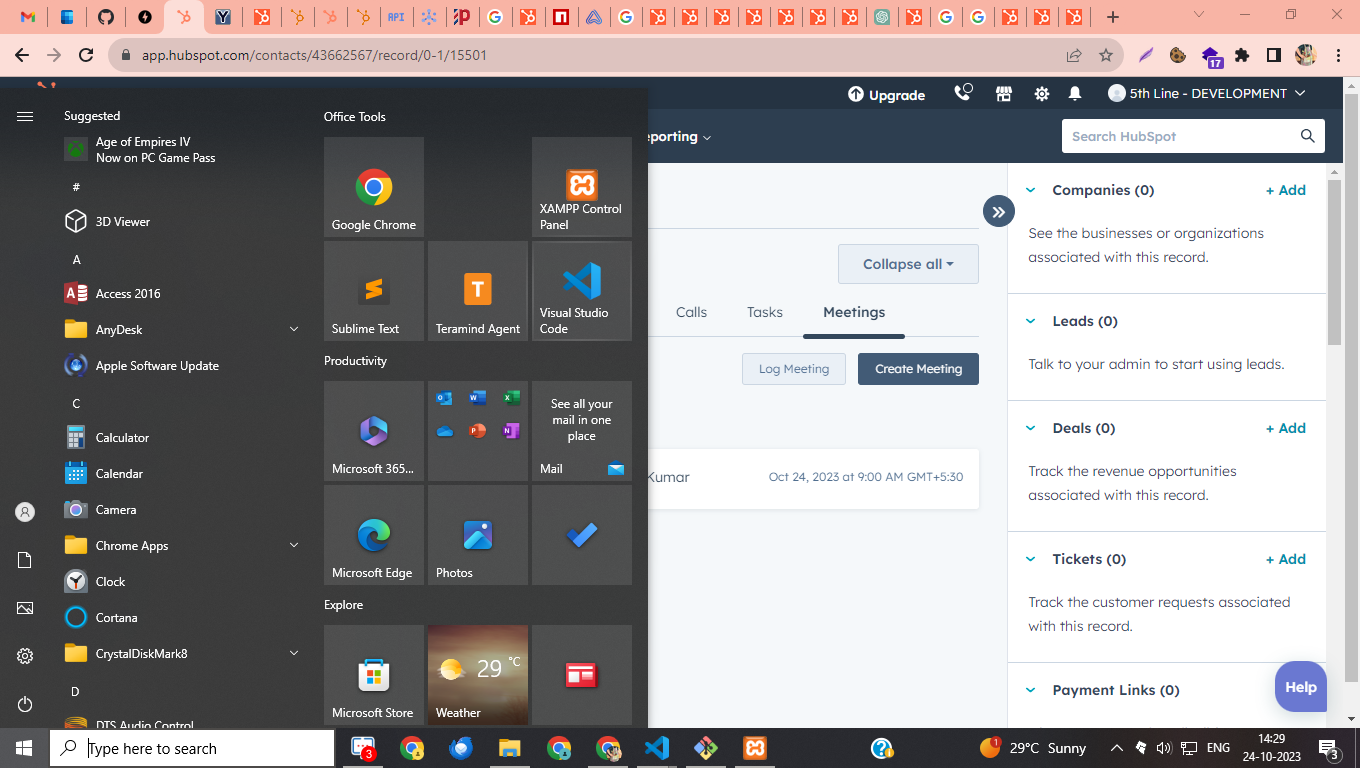 API
app.hubspot.com/contacts/43662567/record/0-1/15501
17
Upgrade
5th Line - DEVELOPMENT
eporting
Search HubSpot
Suggested
Age of Empires IV
Now on PC Game Pass
#
3D Viewer
A
Access 2016
AnyDesk
Apple Software Update
C
Calculator
Calendar
Camera
Chrome Apps
Clock
Cortana
CrystalDiskMark8
D
DTS Audio Control
Office Tools
Google Chrome
XAMPP Control
Panel
Sublime Text
Teramind Agent
Visual Studio
Code
Productivity
Microsoft 365...
See all your
mail in one
place
Mail
Microsoft Edge
Photos
Explore
Microsoft Store
29 °C
Weather
Collapse all
Calls
Tasks
Meetings
Log Meeting
Create Meeting
Kumar
Oct 24, 2023 at 9:00 AM GMT+5:30
Companies (0)
+ Add
See the businesses or organizations
associated with this record.
Leads (0)
Talk to your admin to start using leads.
Deals (0)
+ Add
Track the revenue opportunities
associated with this record.
Tickets (0)
+ Add
Track the customer requests associated
with this record.
Payment Links (0)
Help
Type here to search
3
1
29°C Sunny
ENG
14:29
24-10-2023
3